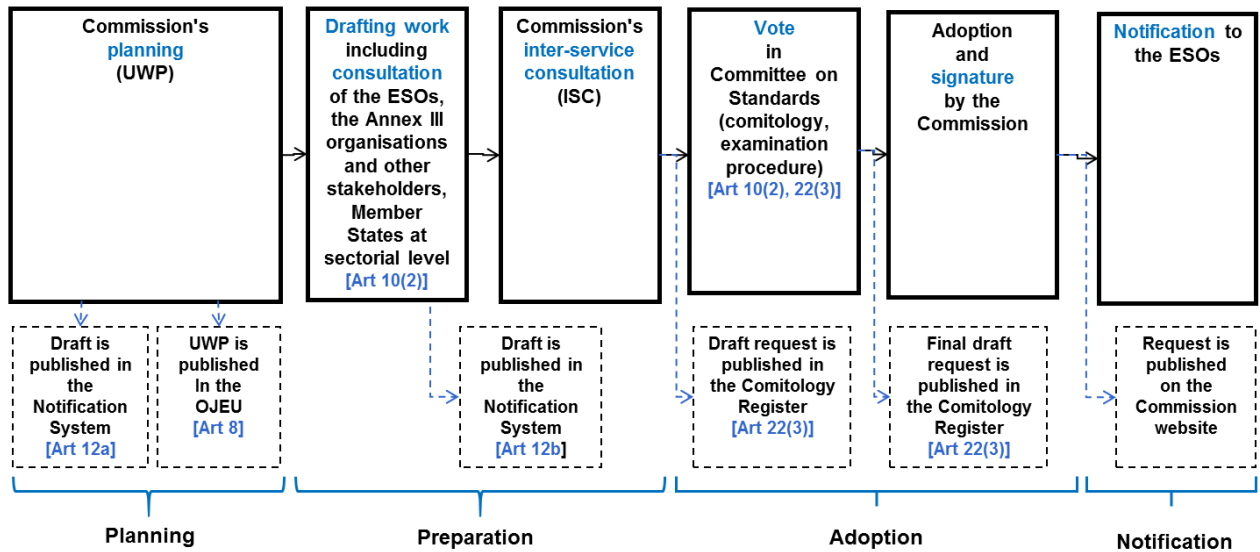 Commission's
planning
(UWP)
Drafting work
including
consultation
of the ESOs,
the Annex III
organisations
and other
stakeholders,
Member
States at
sectorial level
[Art 10(2)]
Commission's
inter-service
consultation
(ISC)
Vote
in
Committee on
Standards
(comitology,
examination
procedure)
[Art 10(2), 22(3)]
Adoption
and
signature
by the
Commission
Notification to
the ESOs
Draft is
published in
the
Notification
System
[Art 12a]
UWP is
published
In the
OJEU
[Art 8]
Draft is
published in
the
Notification
System
[Art 12b]
Draft request is
published in
the Comitology
Register
[Art 22(3)]
Final draft
request is
published in
the Comitology
Register
[Art 22(3)]
Request is
published
on the
Commission
website
Planning
Preparation
Adoption
Notification